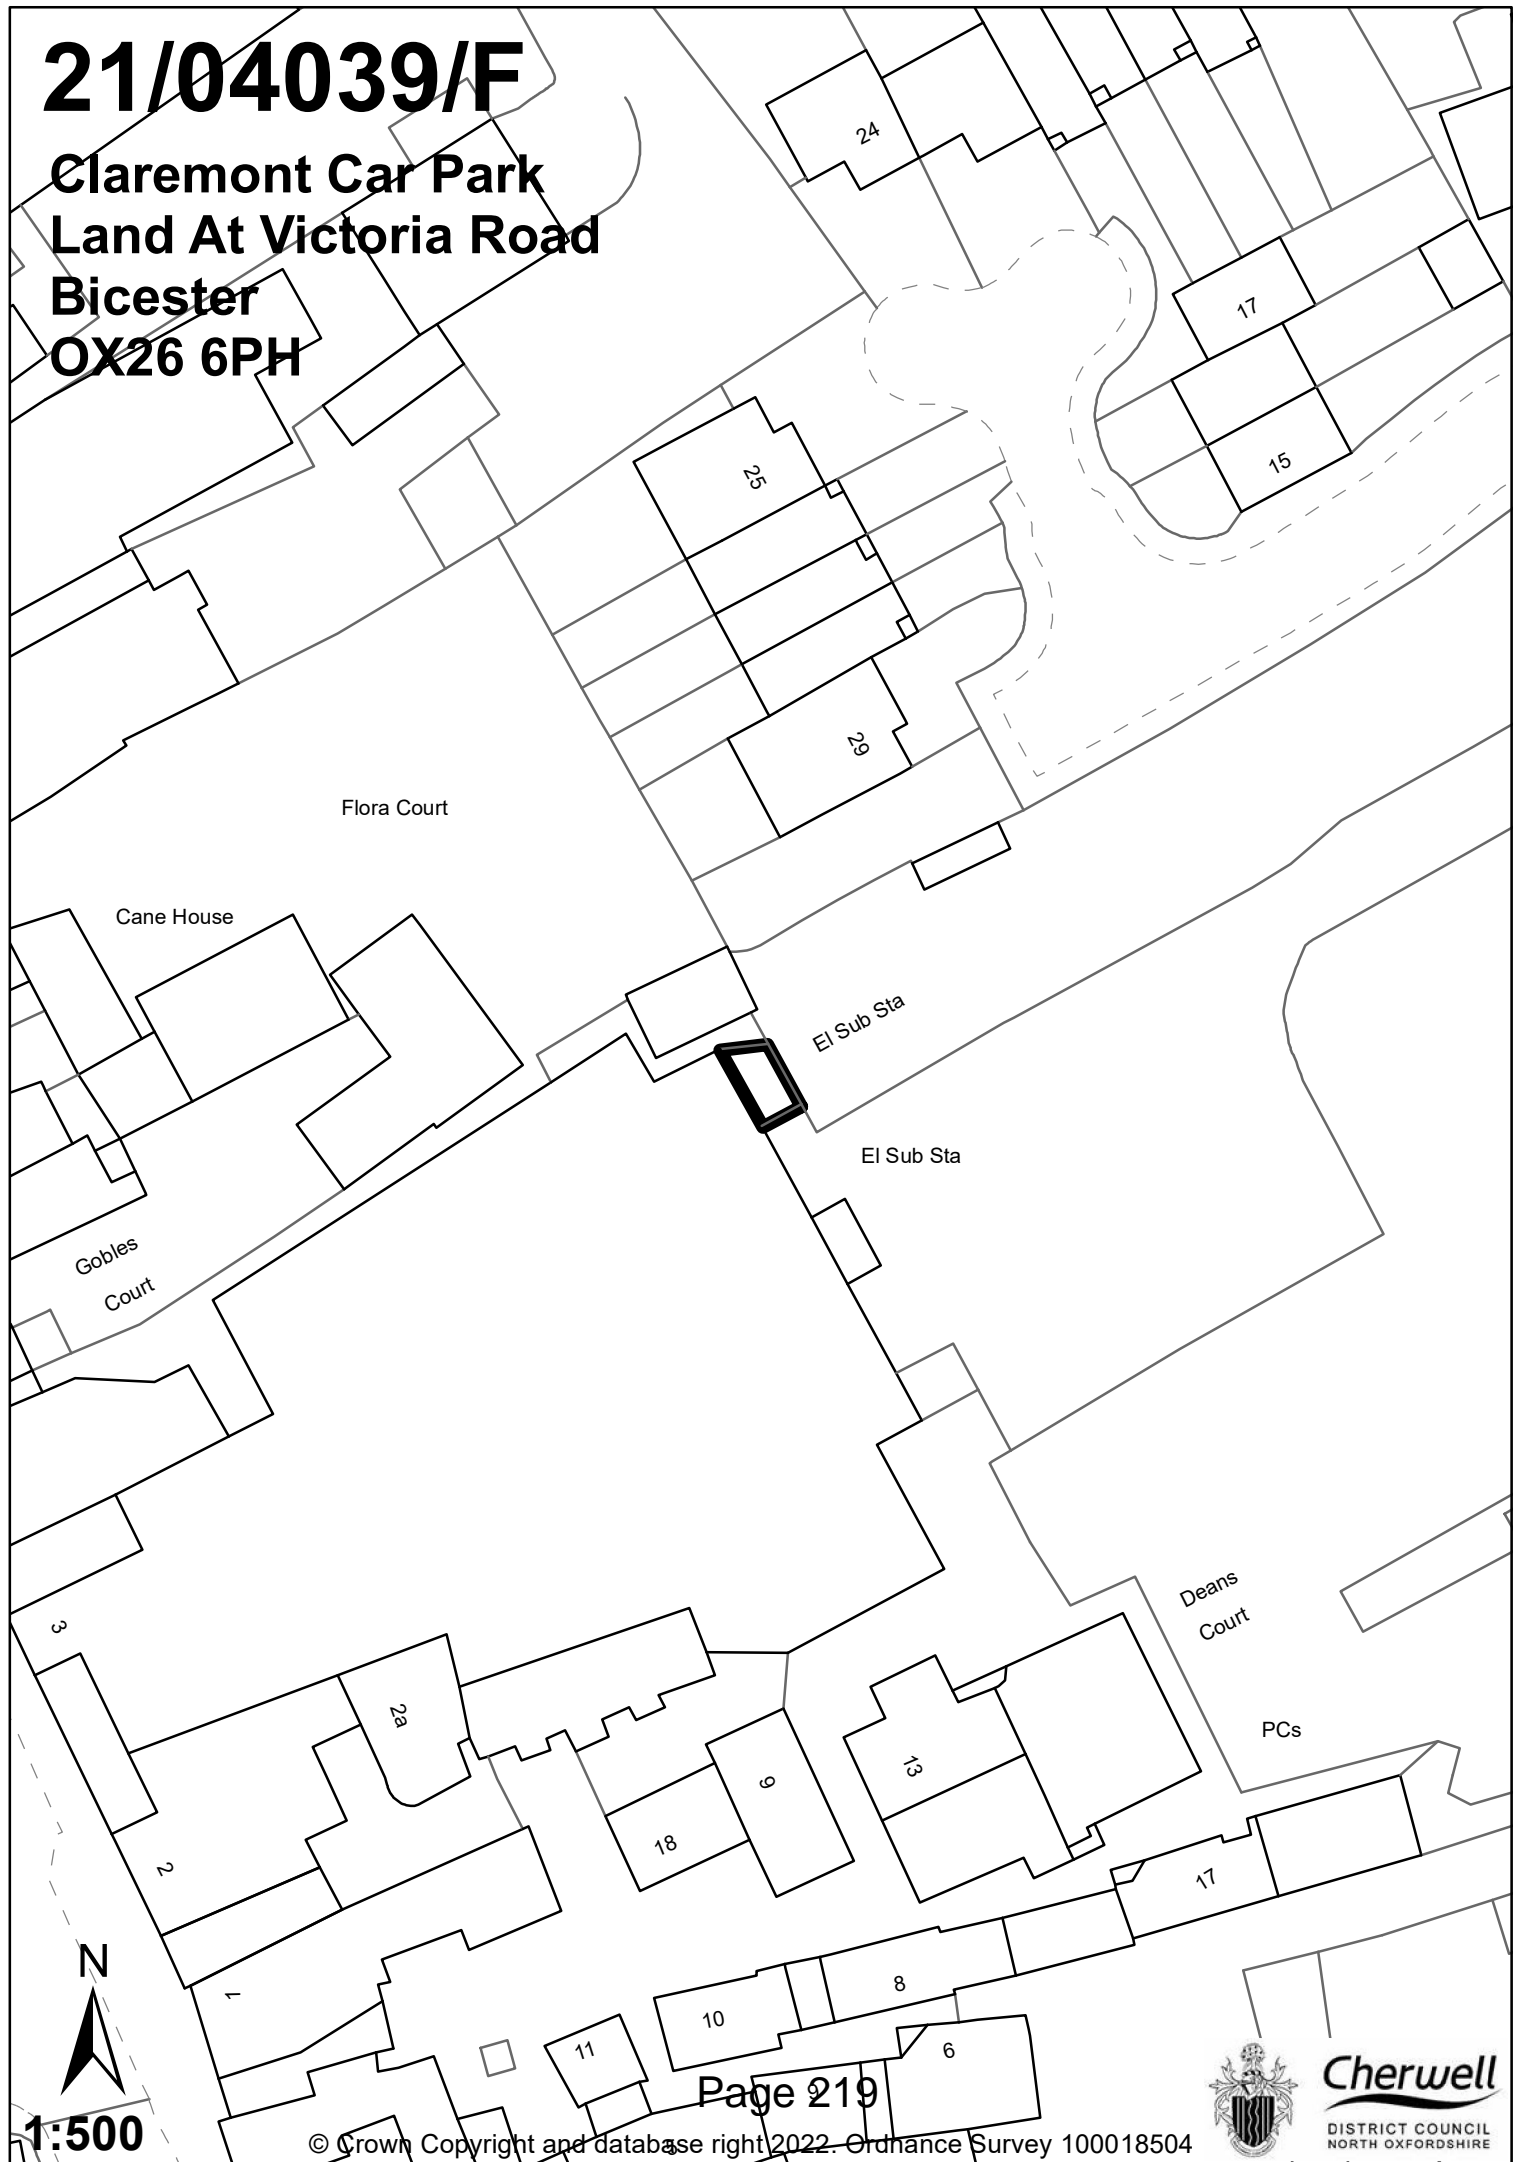 21/04039/F
Claremont Car Park
Land At Victoria Road
Bicester
OX26 6PH
24
17
15
25
29
Flora Court
Cane House
El Sub Sta
El Sub Sta
Gobles
Court
Deans
Court
PCs
3
2a
2
9
18
13
17
1
10
8
11
6
9
5
N
1:500
Page 219
© Crown Copyright and database right 2022. Ordnance Survey 100018504
Cherwell
DISTRICT COUNCIL
NORTH OXFORDSHIRE